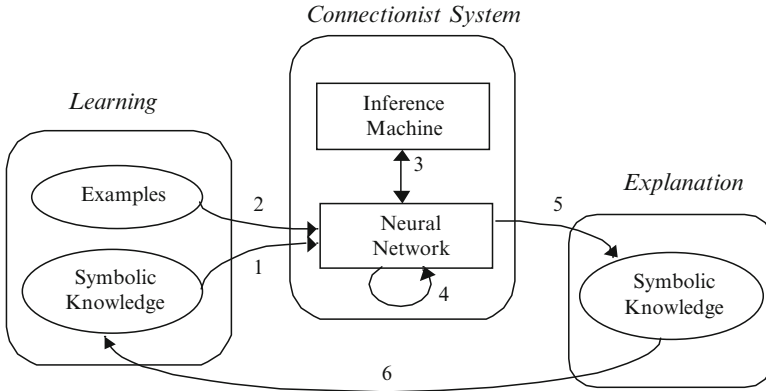 Connectionist System
Learning
Inference
Machine
3
Examples
2
5
Explanation
Neural
Network
1
Symbolic
Knowledge
4
Symbolic
Knowledge
6